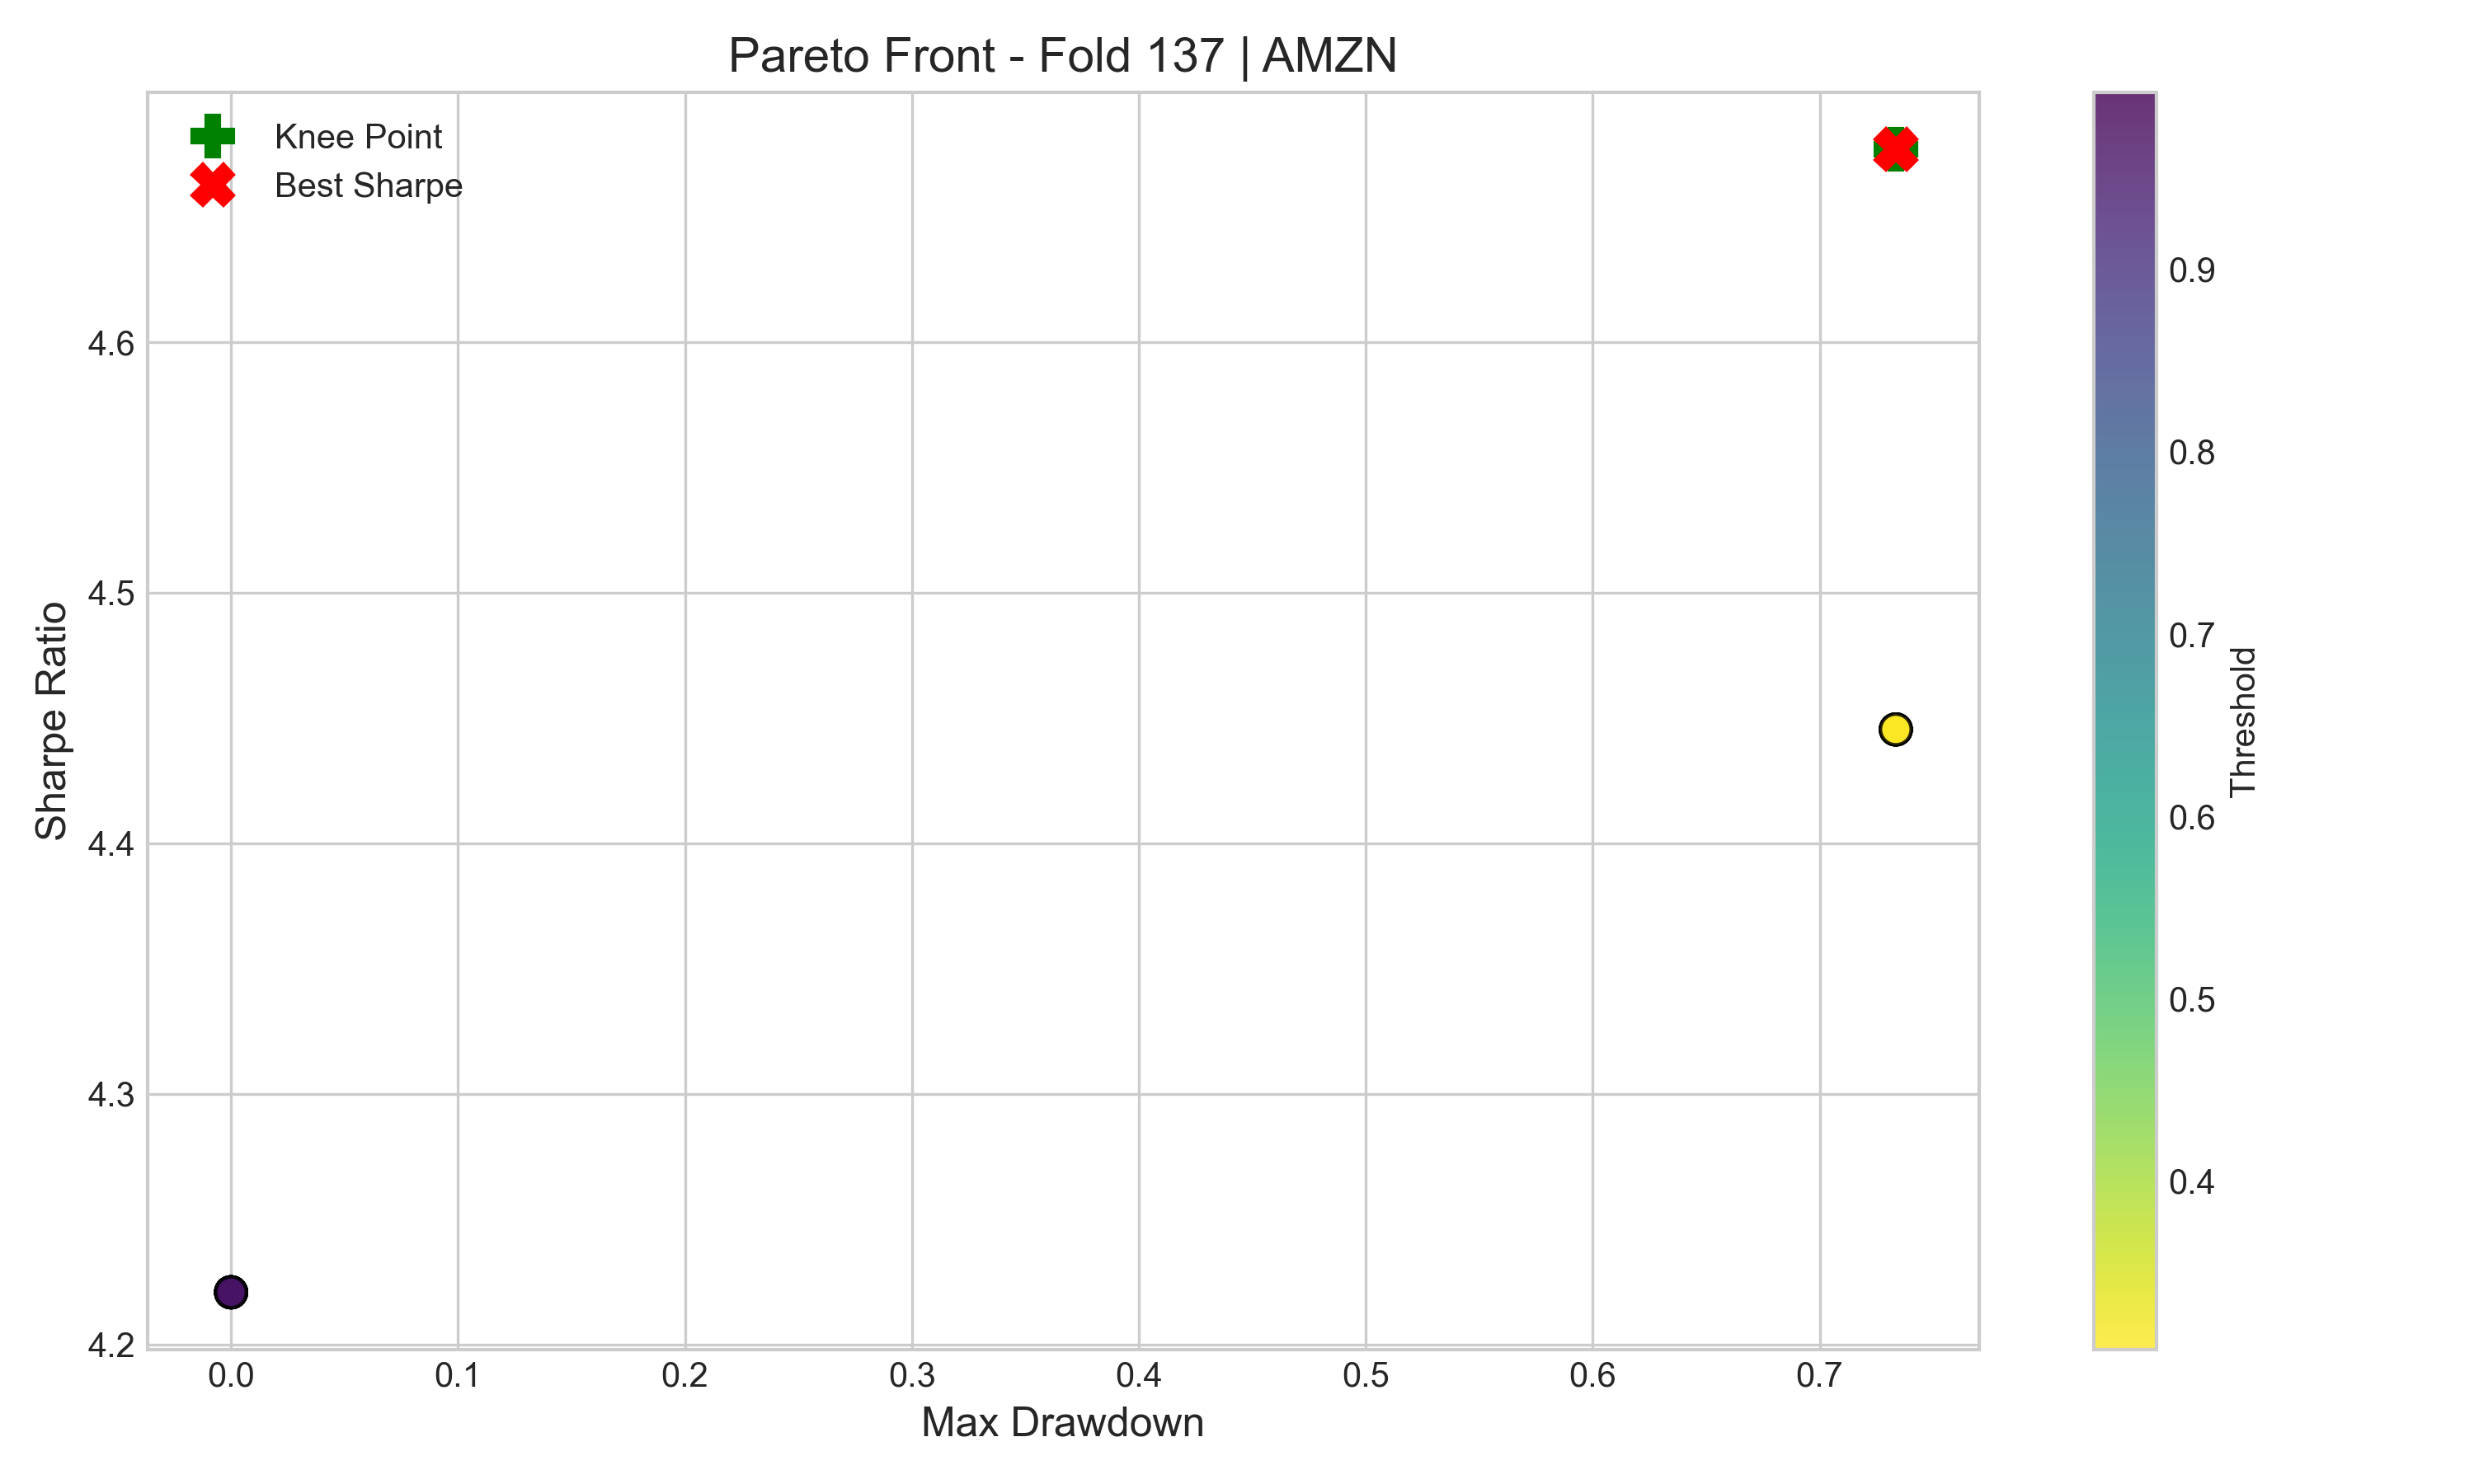 Pareto Front - Fold 137 | AMZN
Knee Point
Best Sharpe
Sharpe Ratio
4.6
4.5
4.4
4.3
4.2
0.0 0.1 0.2 0.3 0.4 0.5 0.6 0.7
Max Drawdown
0.9
0.8
0.7
0.6
0.5
0.4
Threshold